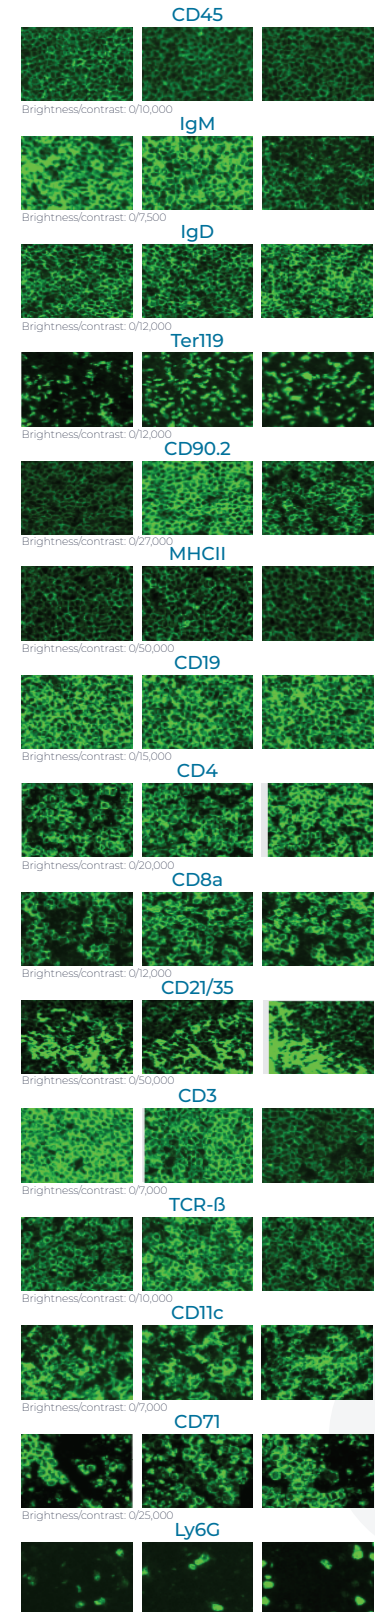 CD45
Brightness/contrast: 0/10,000
IgM
Brightness/contrast: 0/7,500
IgD
Brightness/contrast: 0/12,000
Ter119
Brightness/contrast: 0/12,000
CD90.2
Brightness/contrast: 0/27,000
MHCII
Brightness/contrast: 0/50,000
CD19
Brightness/contrast: 0/15,000
CD4
Brightness/contrast: 0/20,000
CD8a
Brightness/contrast: 0/12,000
CD21/35
Brightness/contrast: 0/50,000
CD3
Brightness/contrast: 0/7,000
TCR-ß
Brightness/contrast: 0/10,000
CD11c
Brightness/contrast: 0/7,000
CD71
Brightness/contrast: 0/25,000
Ly6G